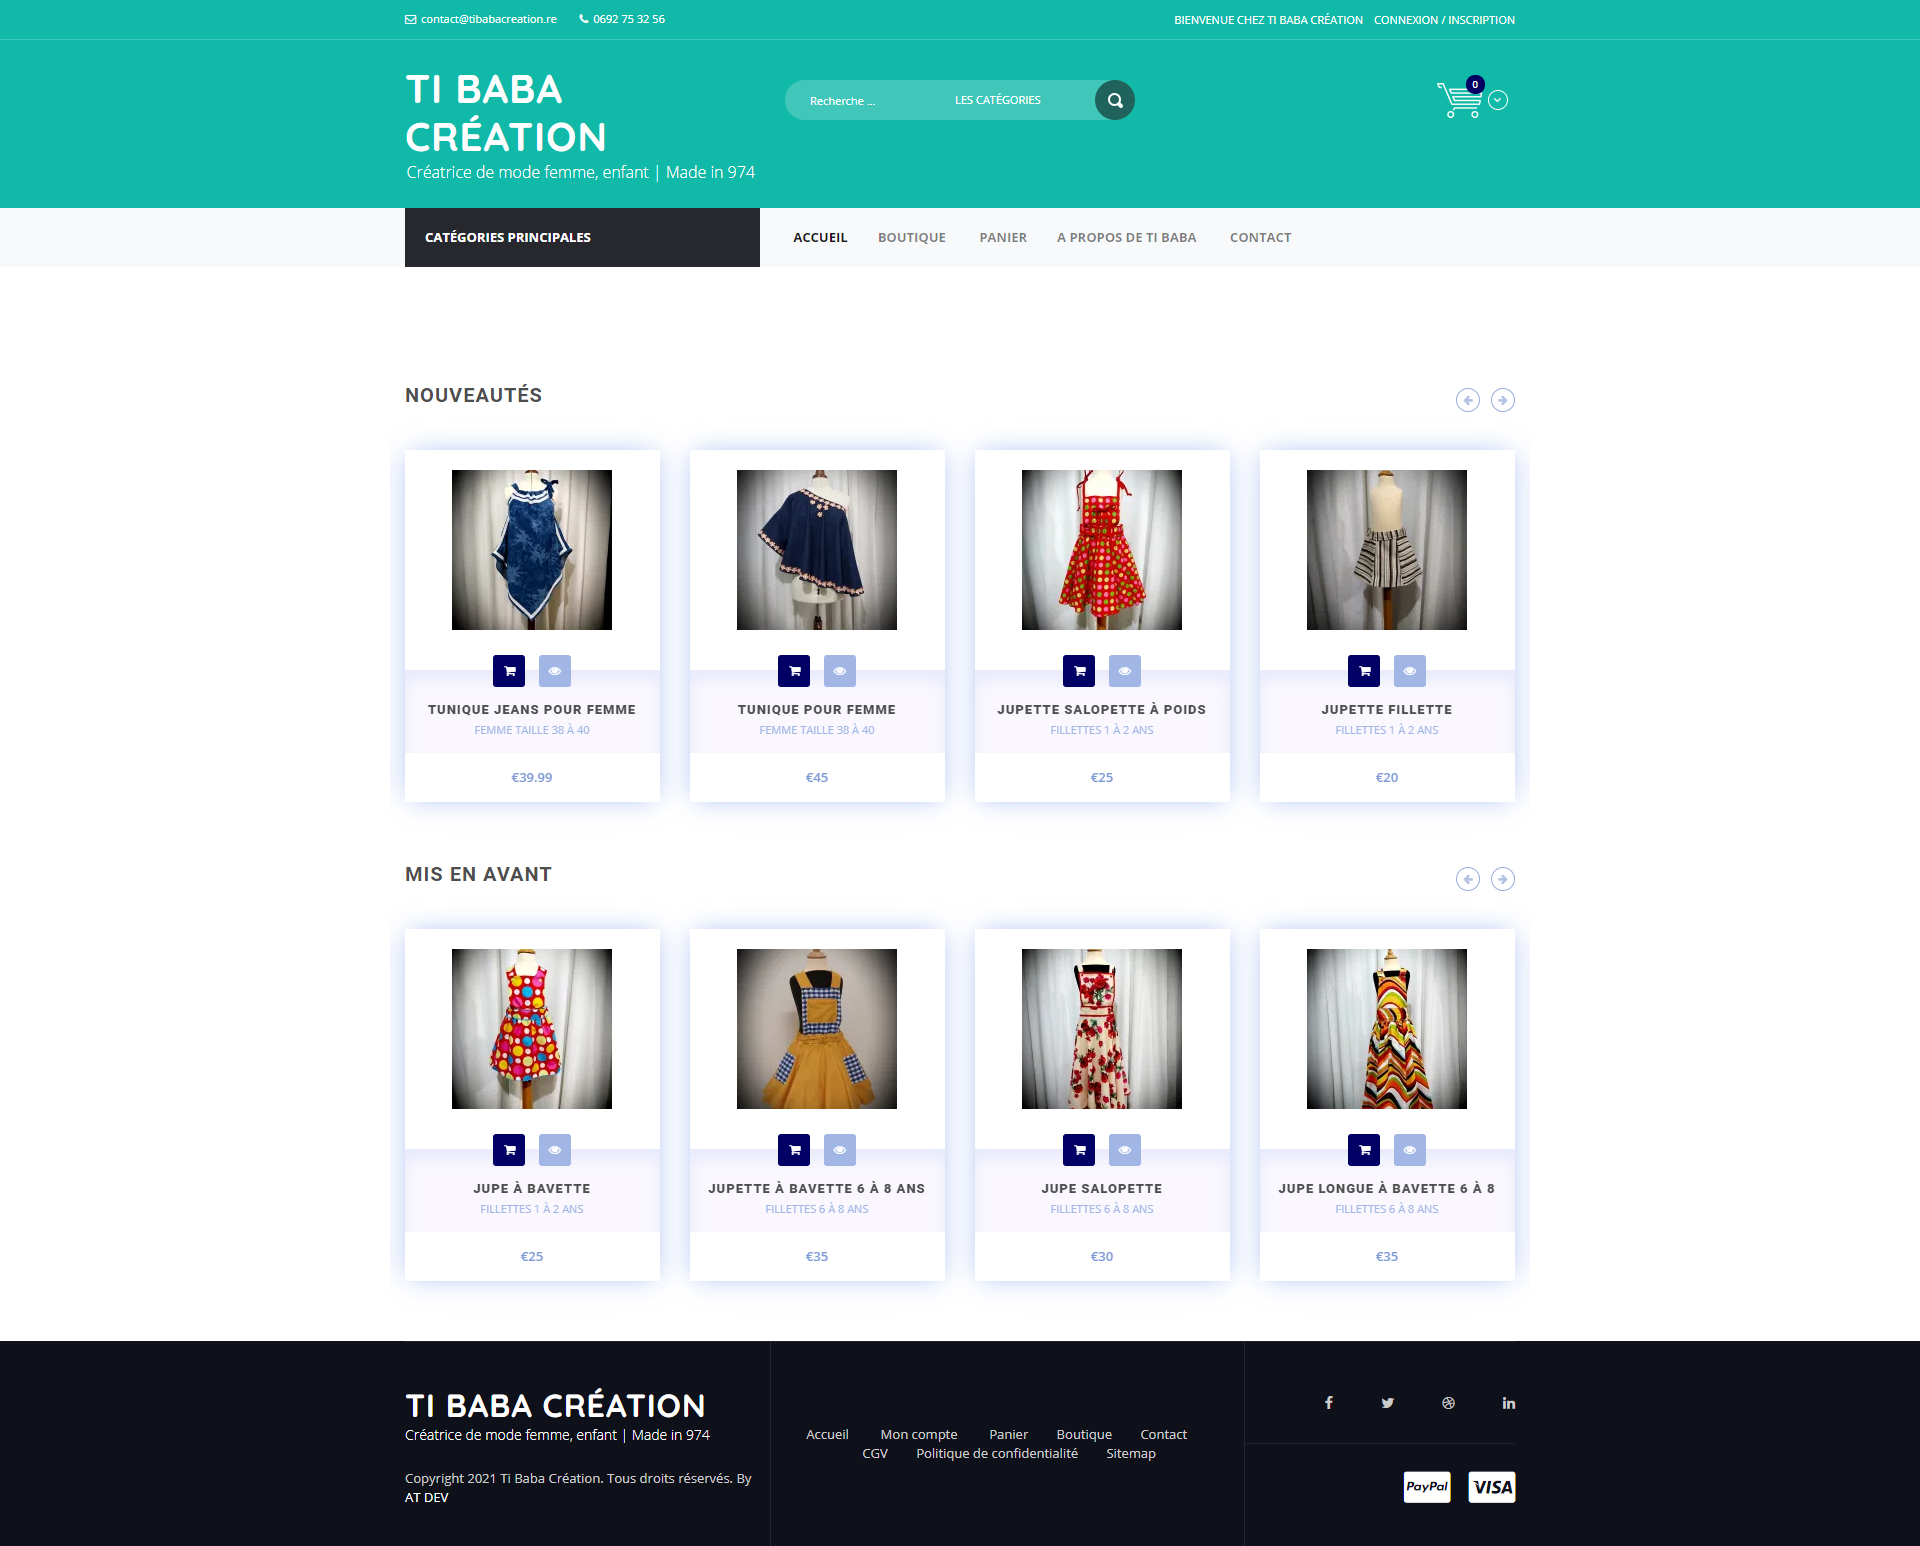 contact@tibabacreation.re 0692 75 32 56 BIENVENUE CHEZ TI BABA CRÉATION CONNEXION / INSCRIPTION
TI BABA
CRÉATION
Créatrice de mode femme, enfant | Made in 974
Recherche ... LES CATÉGORIES
0
CATÉGORIES PRINCIPALES ACCUEIL BOUTIQUE PANIER A PROPOS DE TI BABA CONTACT
NOUVEAUTÉS
TUNIQUE JEANS POUR FEMME TUNIQUE POUR FEMME JUPETTE SALOPETTE À POIDS JUPETTE FILLETTE
FEMME TAILLE 38 À 40 FEMME TAILLE 38 À 40 FILLETTES 1 À 2 ANS FILLETTES 1 À 2 ANS
€39.99 €45 €25 €20
MIS EN AVANT
JUPE À BAVETTE JUPETTE À BAVETTE 6 À 8 ANS JUPE SALOPETTE JUPE LONGUE À BAVETTE 6 À 8
FILLETTES 1 À 2 ANS FILLETTES 6 À 8 ANS FILLETTES 6 À 8 ANS FILLETTES 6 À 8 ANS
€25 €35 €30 €35
TI BABA CRÉATION
Créatrice de mode femme, enfant | Made in 974
Copyright 2021 Ti Baba Création. Tous droits réservés. By
AT DEV
Accueil Mon compte Panier Boutique Contact
CGV Politique de confidentialité Sitemap
PayPal VISA